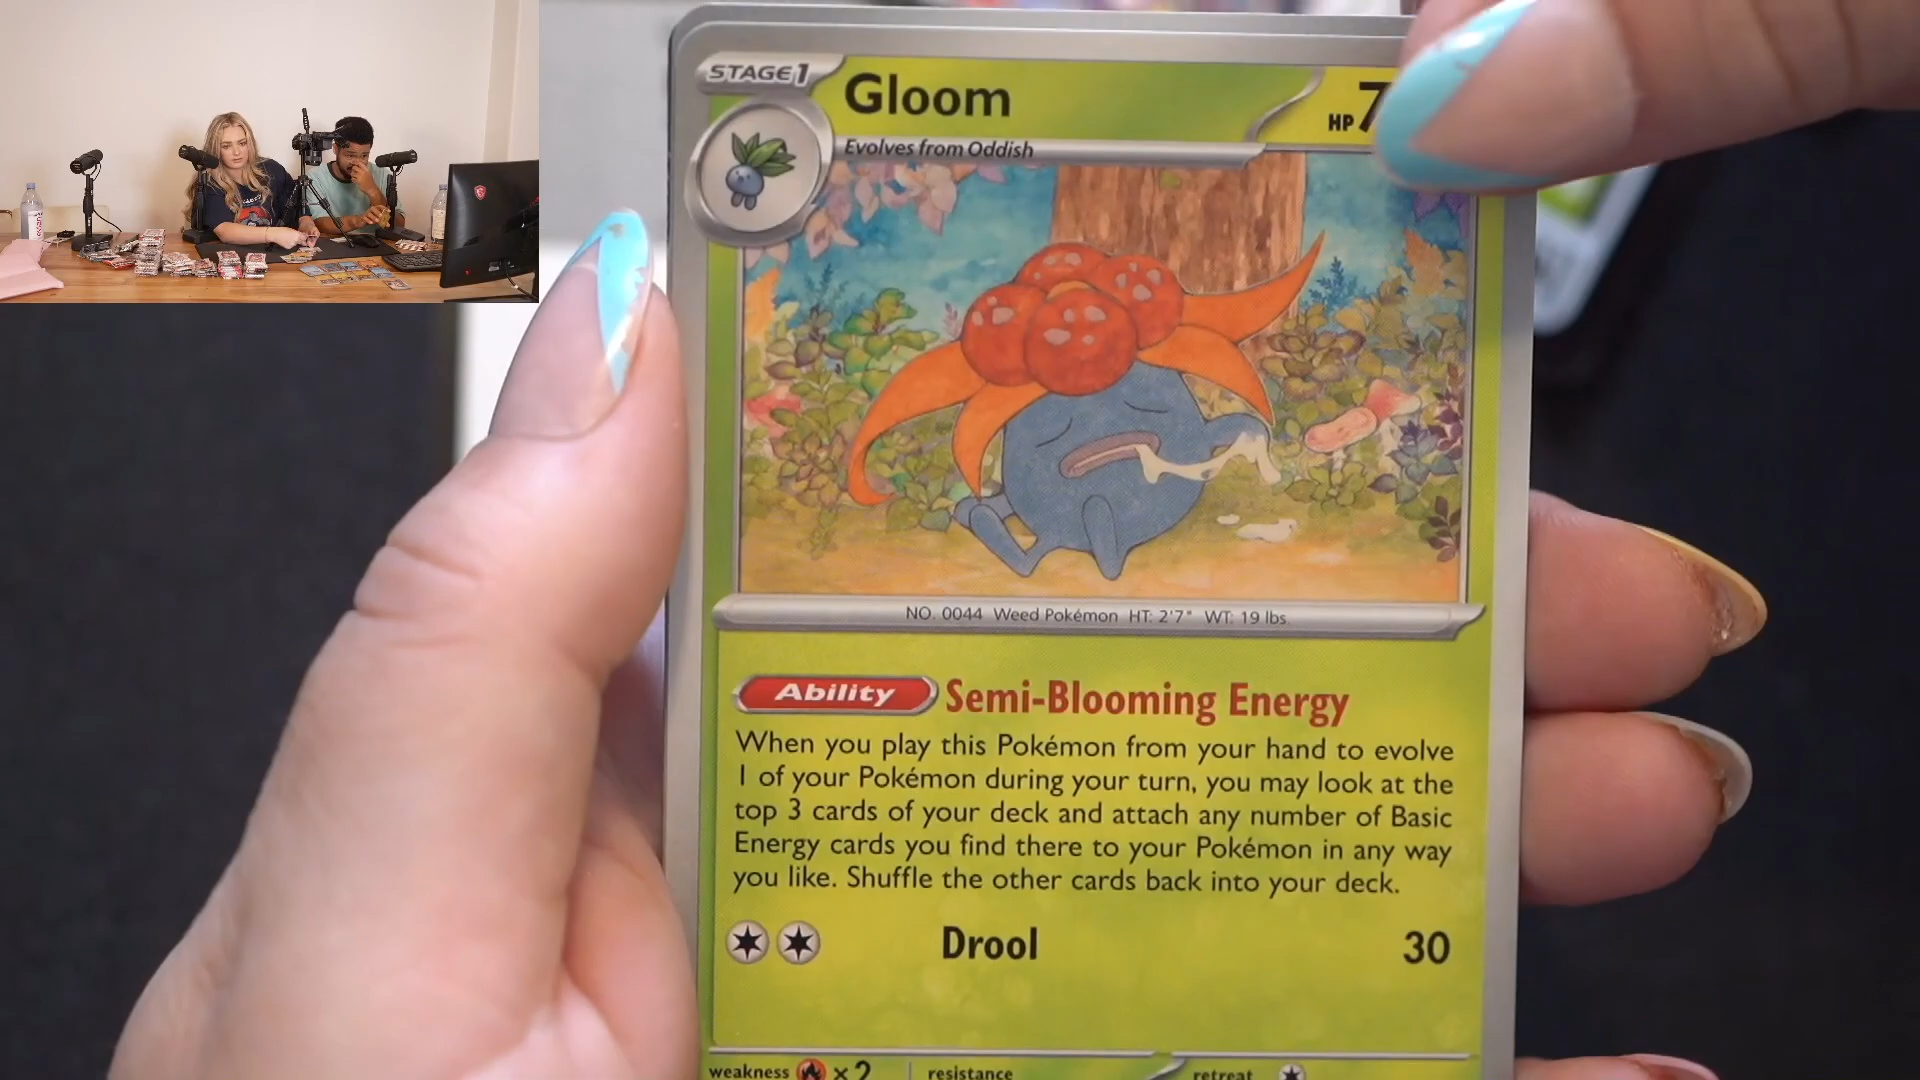 STAGE1
Gloom
HP 7
Evolves from Oddish
NO. 0044 Weed Pokémon HT: 2'7" WT: 19 lbs.
Ability Semi-Blooming Energy
When you play this Pokémon from your hand to evolve
1 of your Pokémon during your turn, you may look at the
top 3 cards of your deck and attach any number of Basic
Energy cards you find there to your Pokémon in any way
you like. Shuffle the other cards back into your deck.
Drool 30
weakness ×2 resistance retreat